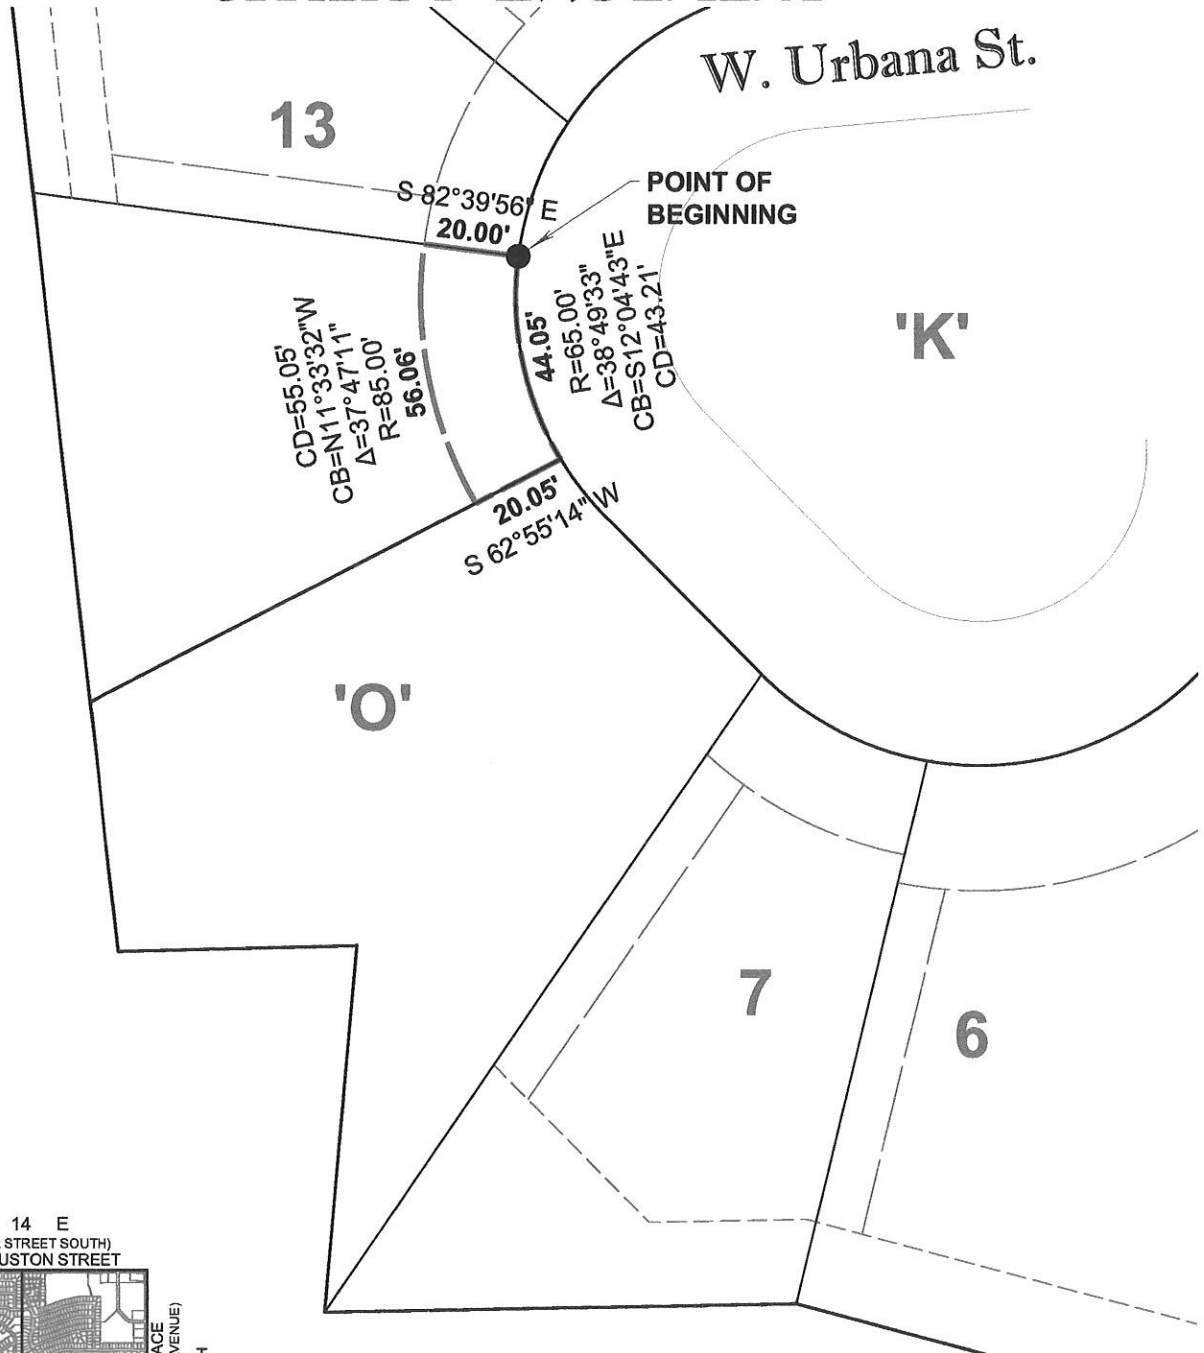 W. Urbana St.
13
POINT OF
BEGINNING
S 82°39'56" E
20.00'
44.05'
R=65.00'
Δ=38°49'33"
CB=S12°04'43"E
CD=43.21'
'K'
CD=55.05'
CB=N11°33'32"W
Δ=37°47'11"
R=85.00'
56.06'
20.05'
S 62°55'14" W
'O'
7
6
14 E
STREET SOUTH)
USTON STREET
ACE
VENUE)
H